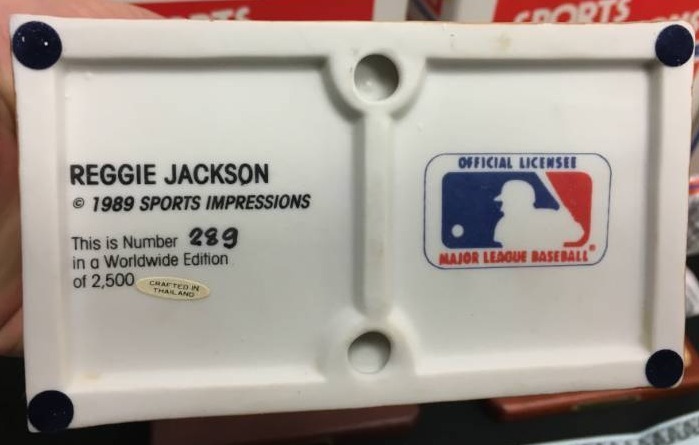 SPORTS
REGGIE JACKSON
© 1989 SPORTS IMPRESSIONS
This is Number 289
in a Worldwide Edition
of 2,500
CRAFTED IN
THAILAND
OFFICIAL LICENSEE
MAJOR LEAGUE BASEBALL®